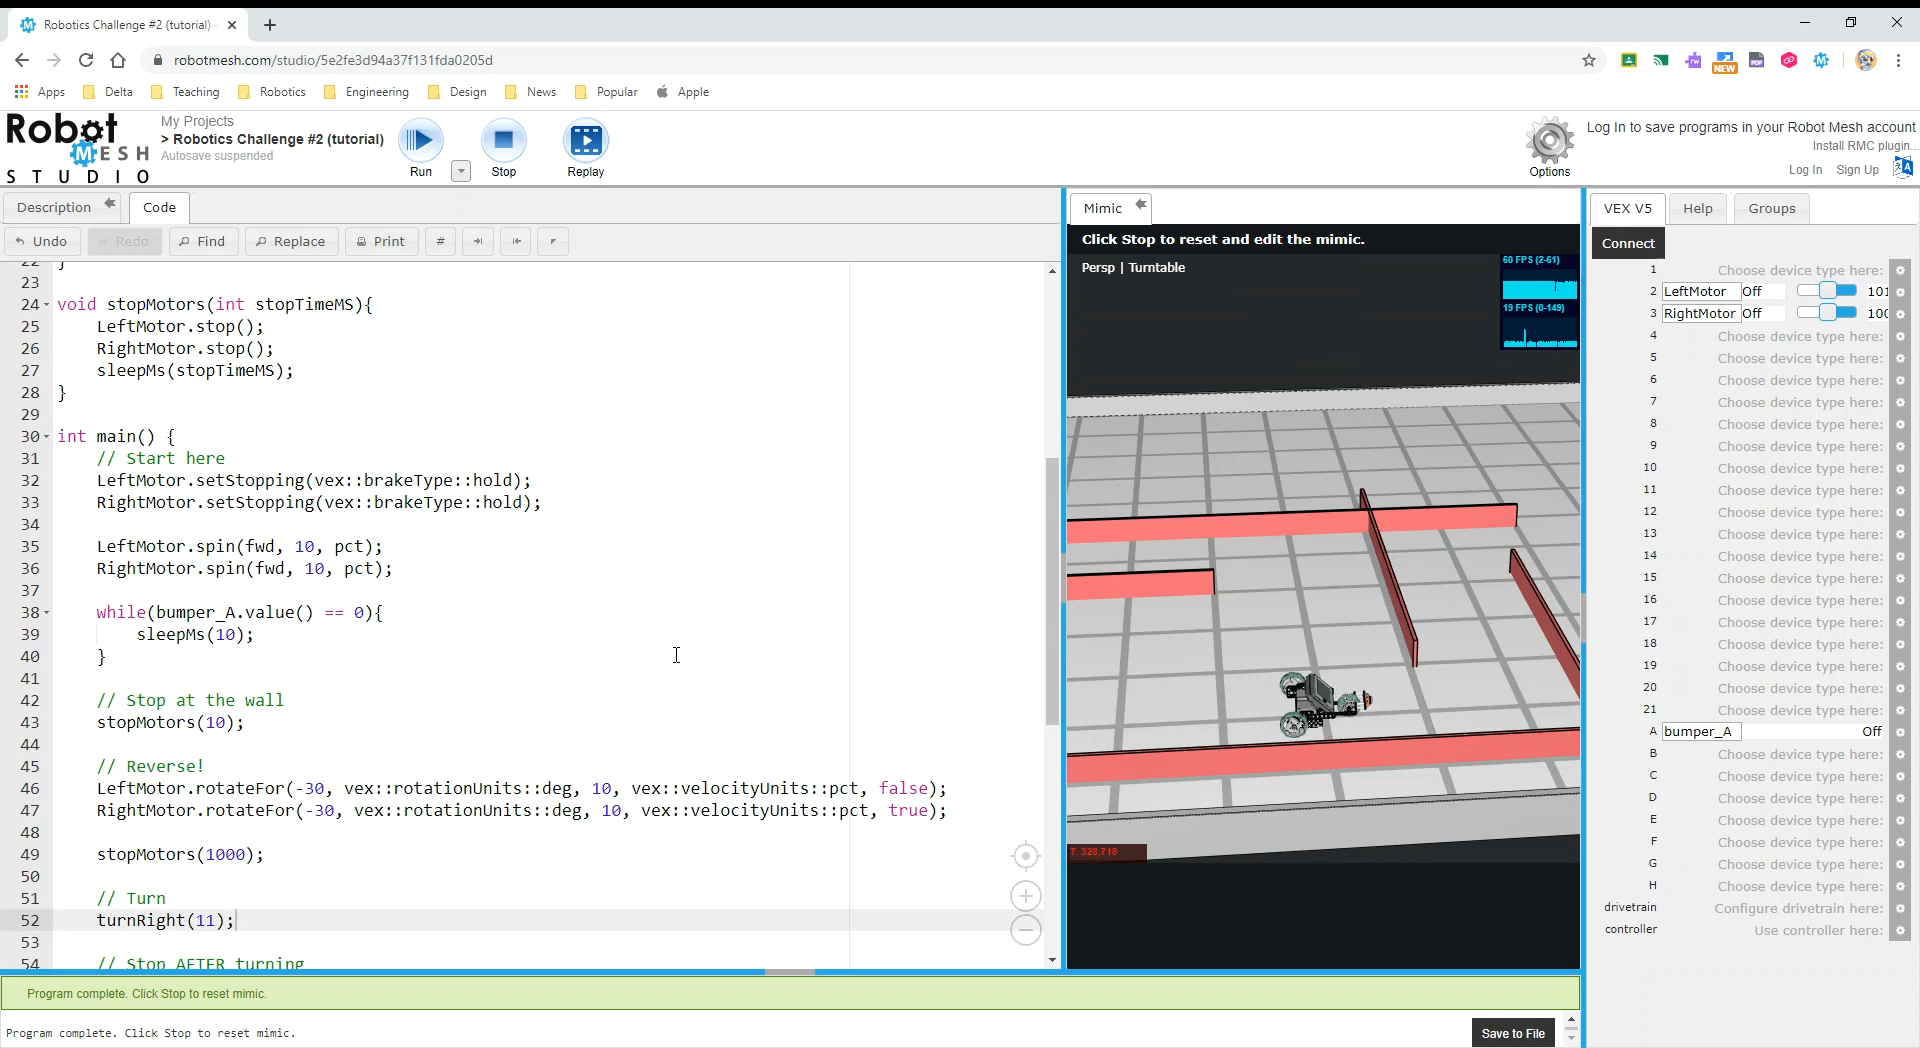 Robotics Challenge #2 (tutorial)
robotmesh.com/studio/5e2fe3d94a37f131fda0205d
NEW
PDF
rw
Apps Delta Teaching Robotics Engineering Design News Popular Apple
Robot
MESH
STUDIO
My Projects
> Robotics Challenge #2 (tutorial)
Autosave suspended
Run
Stop
Replay
Options
Log In to save programs in your Robot Mesh account
Install RMC plugin...
Log In Sign Up
Description Code
Undo Redo Find Replace Print #
22 }
23
24 void stopMotors(int stopTimeMS){
25 LeftMotor.stop();
26 RightMotor.stop();
27 sleepMs(stopTimeMS);
28 }
29
30 int main() {
31 // Start here
32 LeftMotor.setStopping(vex::brakeType::hold);
33 RightMotor.setStopping(vex::brakeType::hold);
34
35 LeftMotor.spin(fwd, 10, pct);
36 RightMotor.spin(fwd, 10, pct);
37
38 while(bumper_A.value() == 0){
39 sleepMs(10);
40 }
41
42 // Stop at the wall
43 stopMotors(10);
44
45 // Reverse!
46 LeftMotor.rotateFor(-30, vex::rotationUnits::deg, 10, vex::velocityUnits::pct, false);
47 RightMotor.rotateFor(-30, vex::rotationUnits::deg, 10, vex::velocityUnits::pct, true);
48
49 stopMotors(1000);
50
51 // Turn
52 turnRight(11);
53
54 // Stop AFTER turning
Program complete. Click Stop to reset mimic.
Program complete. Click Stop to reset mimic.
Save to File
Mimic
Click Stop to reset and edit the mimic.
Persp | Turntable
60 FPS (2-61)
19 FPS (0-149)
T: 328,718
VEX V5 Help Groups
Connect
1 Choose device type here:
2 LeftMotor Off 101
3 RightMotor Off 100
4 Choose device type here:
5 Choose device type here:
6 Choose device type here:
7 Choose device type here:
8 Choose device type here:
9 Choose device type here:
10 Choose device type here:
11 Choose device type here:
12 Choose device type here:
13 Choose device type here:
14 Choose device type here:
15 Choose device type here:
16 Choose device type here:
17 Choose device type here:
18 Choose device type here:
19 Choose device type here:
20 Choose device type here:
21 Choose device type here:
A bumper_A Off
B Choose device type here:
C Choose device type here:
D Choose device type here:
E Choose device type here:
F Choose device type here:
G Choose device type here:
H Choose device type here:
drivetrain Configure drivetrain here:
controller Use controller here: